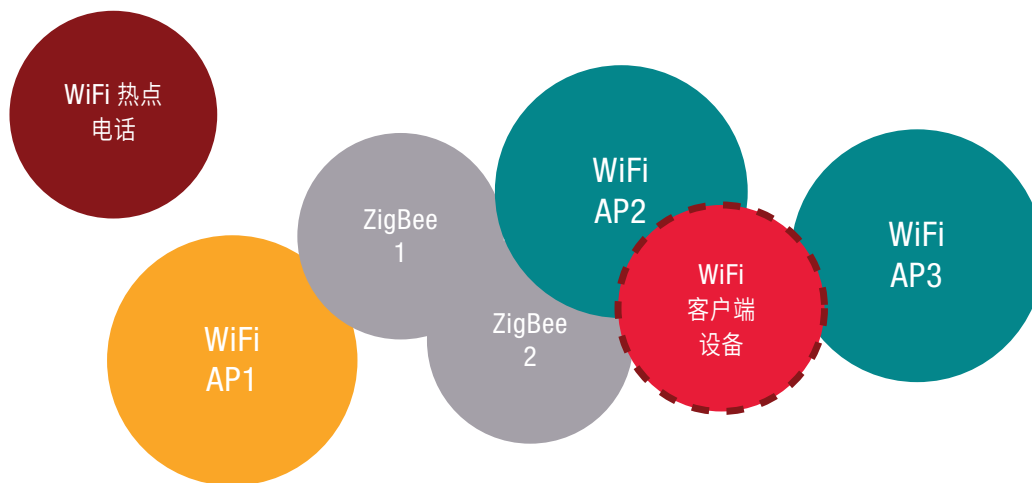 WiFi 热点
电话
WiFi
AP1
ZigBee
1
ZigBee
2
WiFi
AP2
WiFi
客户端
设备
WiFi
AP3